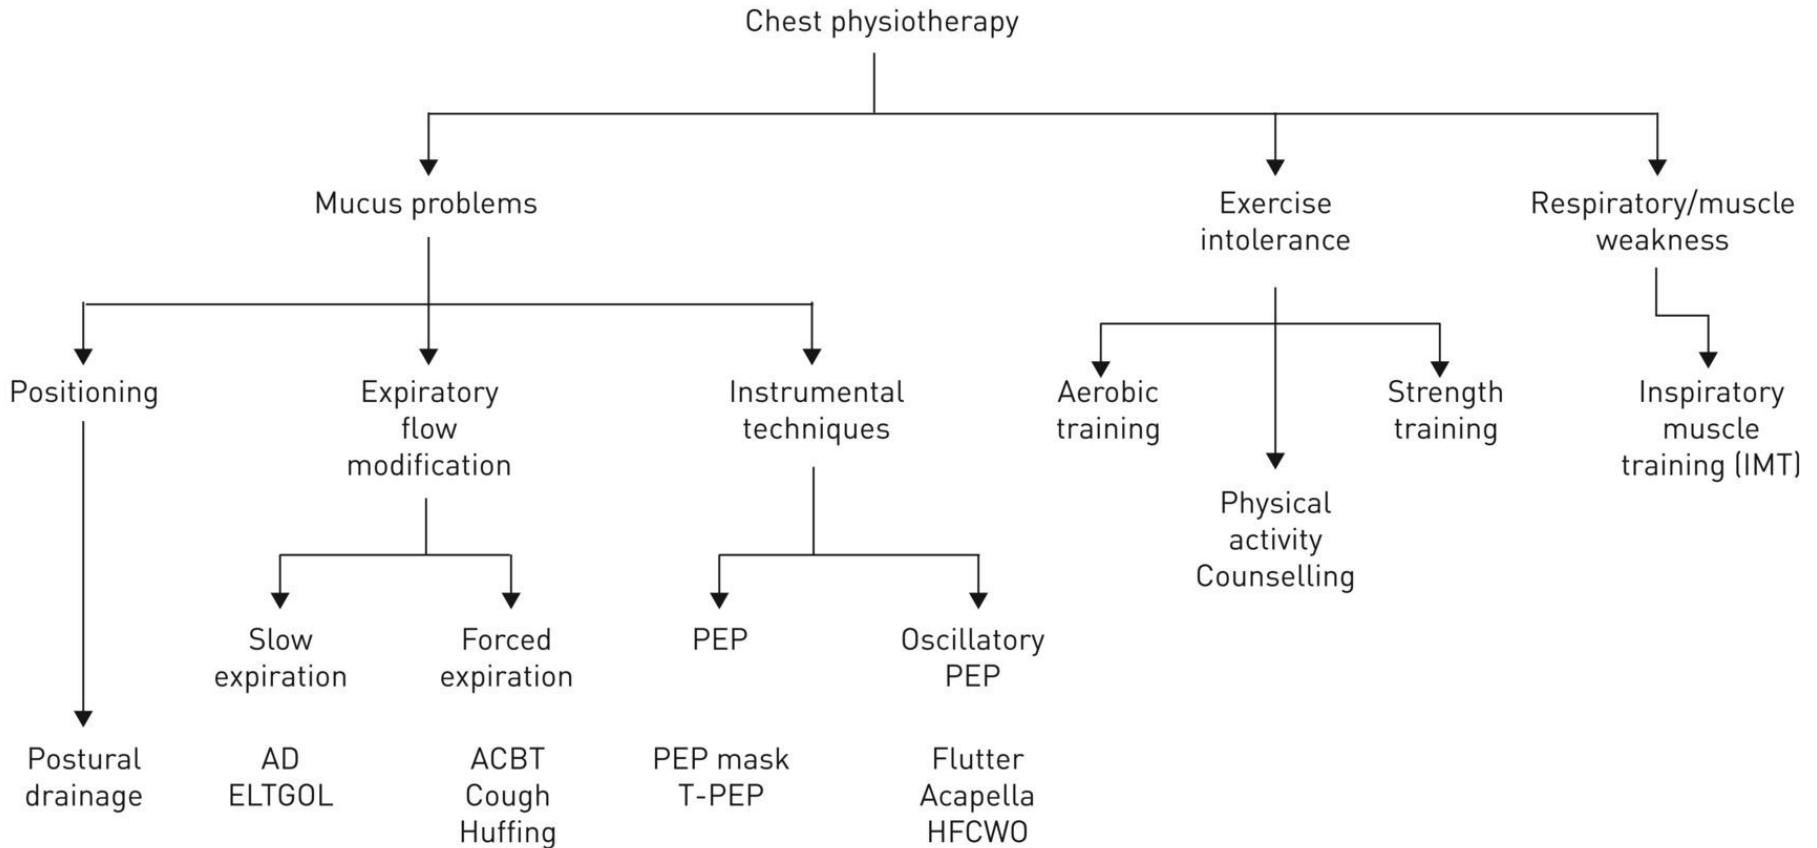 Chest physiotherapy
Mucus problems
Exercise
intolerance
Respiratory/muscle
weakness
Positioning
Expiratory
flow
modification
Instrumental
techniques
Aerobic
training
Physical
activity
Counselling
Strength
training
Inspiratory
muscle
training (IMT)
Slow
expiration
Forced
expiration
PEP
Oscillatory
PEP
Postural
drainage
AD
ELTGOL
ACBT
Cough
Huffing
PEP mask
T-PEP
Flutter
Acapella
HFCWO